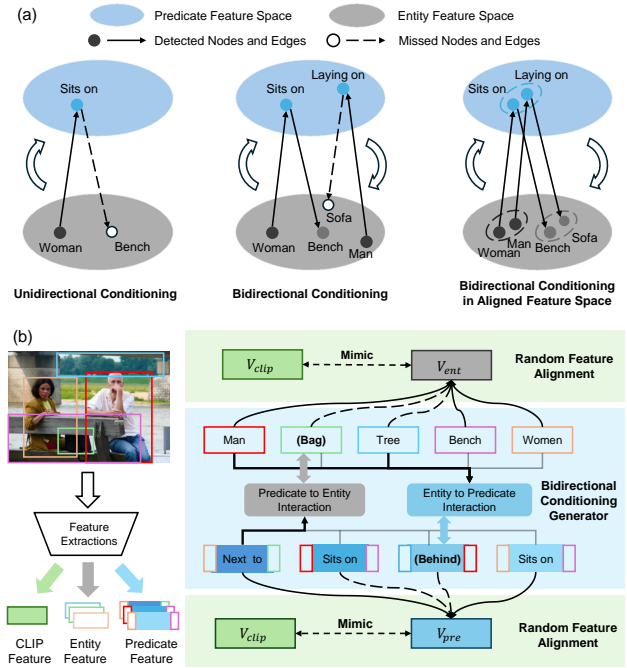 (a)
Predicate Feature Space
Entity Feature Space
Detected Nodes and Edges
Missed Nodes and Edges
Sits on
Woman
Bench
Unidirectional Conditioning
Sits on
Laying on
Sofa
Woman
Bench
Man
Bidirectional Conditioning
Laying on
Sits on
Man
Woman
Sofa
Bench
Bidirectional Conditioning
in Aligned Feature Space
(b)
Feature
Extractions
CLIP
Feature
Entity
Feature
Predicate
Feature
V_clip
Mimic
V_ent
Random Feature
Alignment
Man
(Bag)
Tree
Bench
Women
Predicate to Entity
Interaction
Entity to Predicate
Interaction
Bidirectional
Conditioning
Generator
Next to
Sits on
(Behind)
Sits on
V_clip
Mimic
V_pre
Random Feature
Alignment